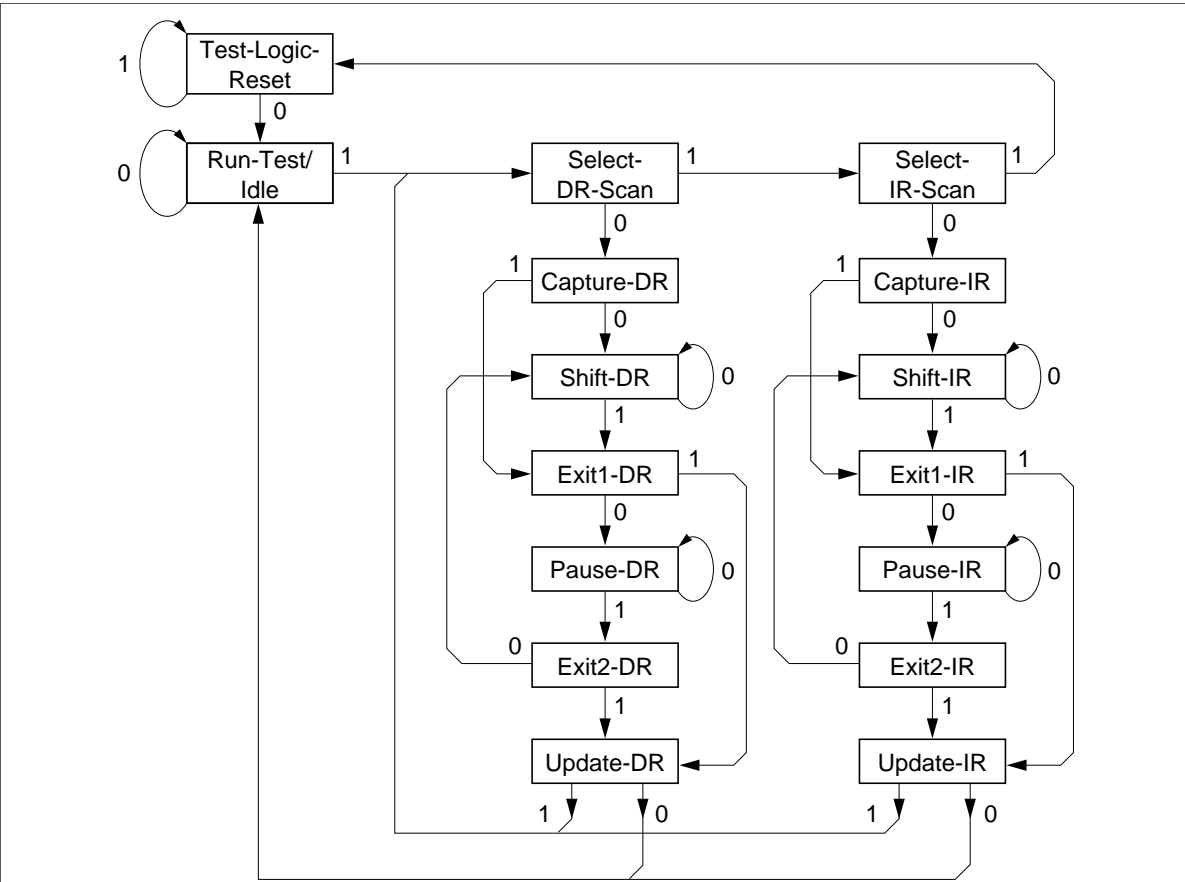 Test-Logic-
Reset
1
0
Run-Test/
Idle
0
1
Select-
DR-Scan
1
0
Select-
IR-Scan
1
0
Capture-DR
1
0
Capture-IR
1
0
Shift-DR
0
1
Shift-IR
0
1
Exit1-DR
1
0
Exit1-IR
1
0
Pause-DR
0
1
Pause-IR
0
1
Exit2-DR
0
1
Exit2-IR
0
1
Update-DR
1
0
Update-IR
1
0